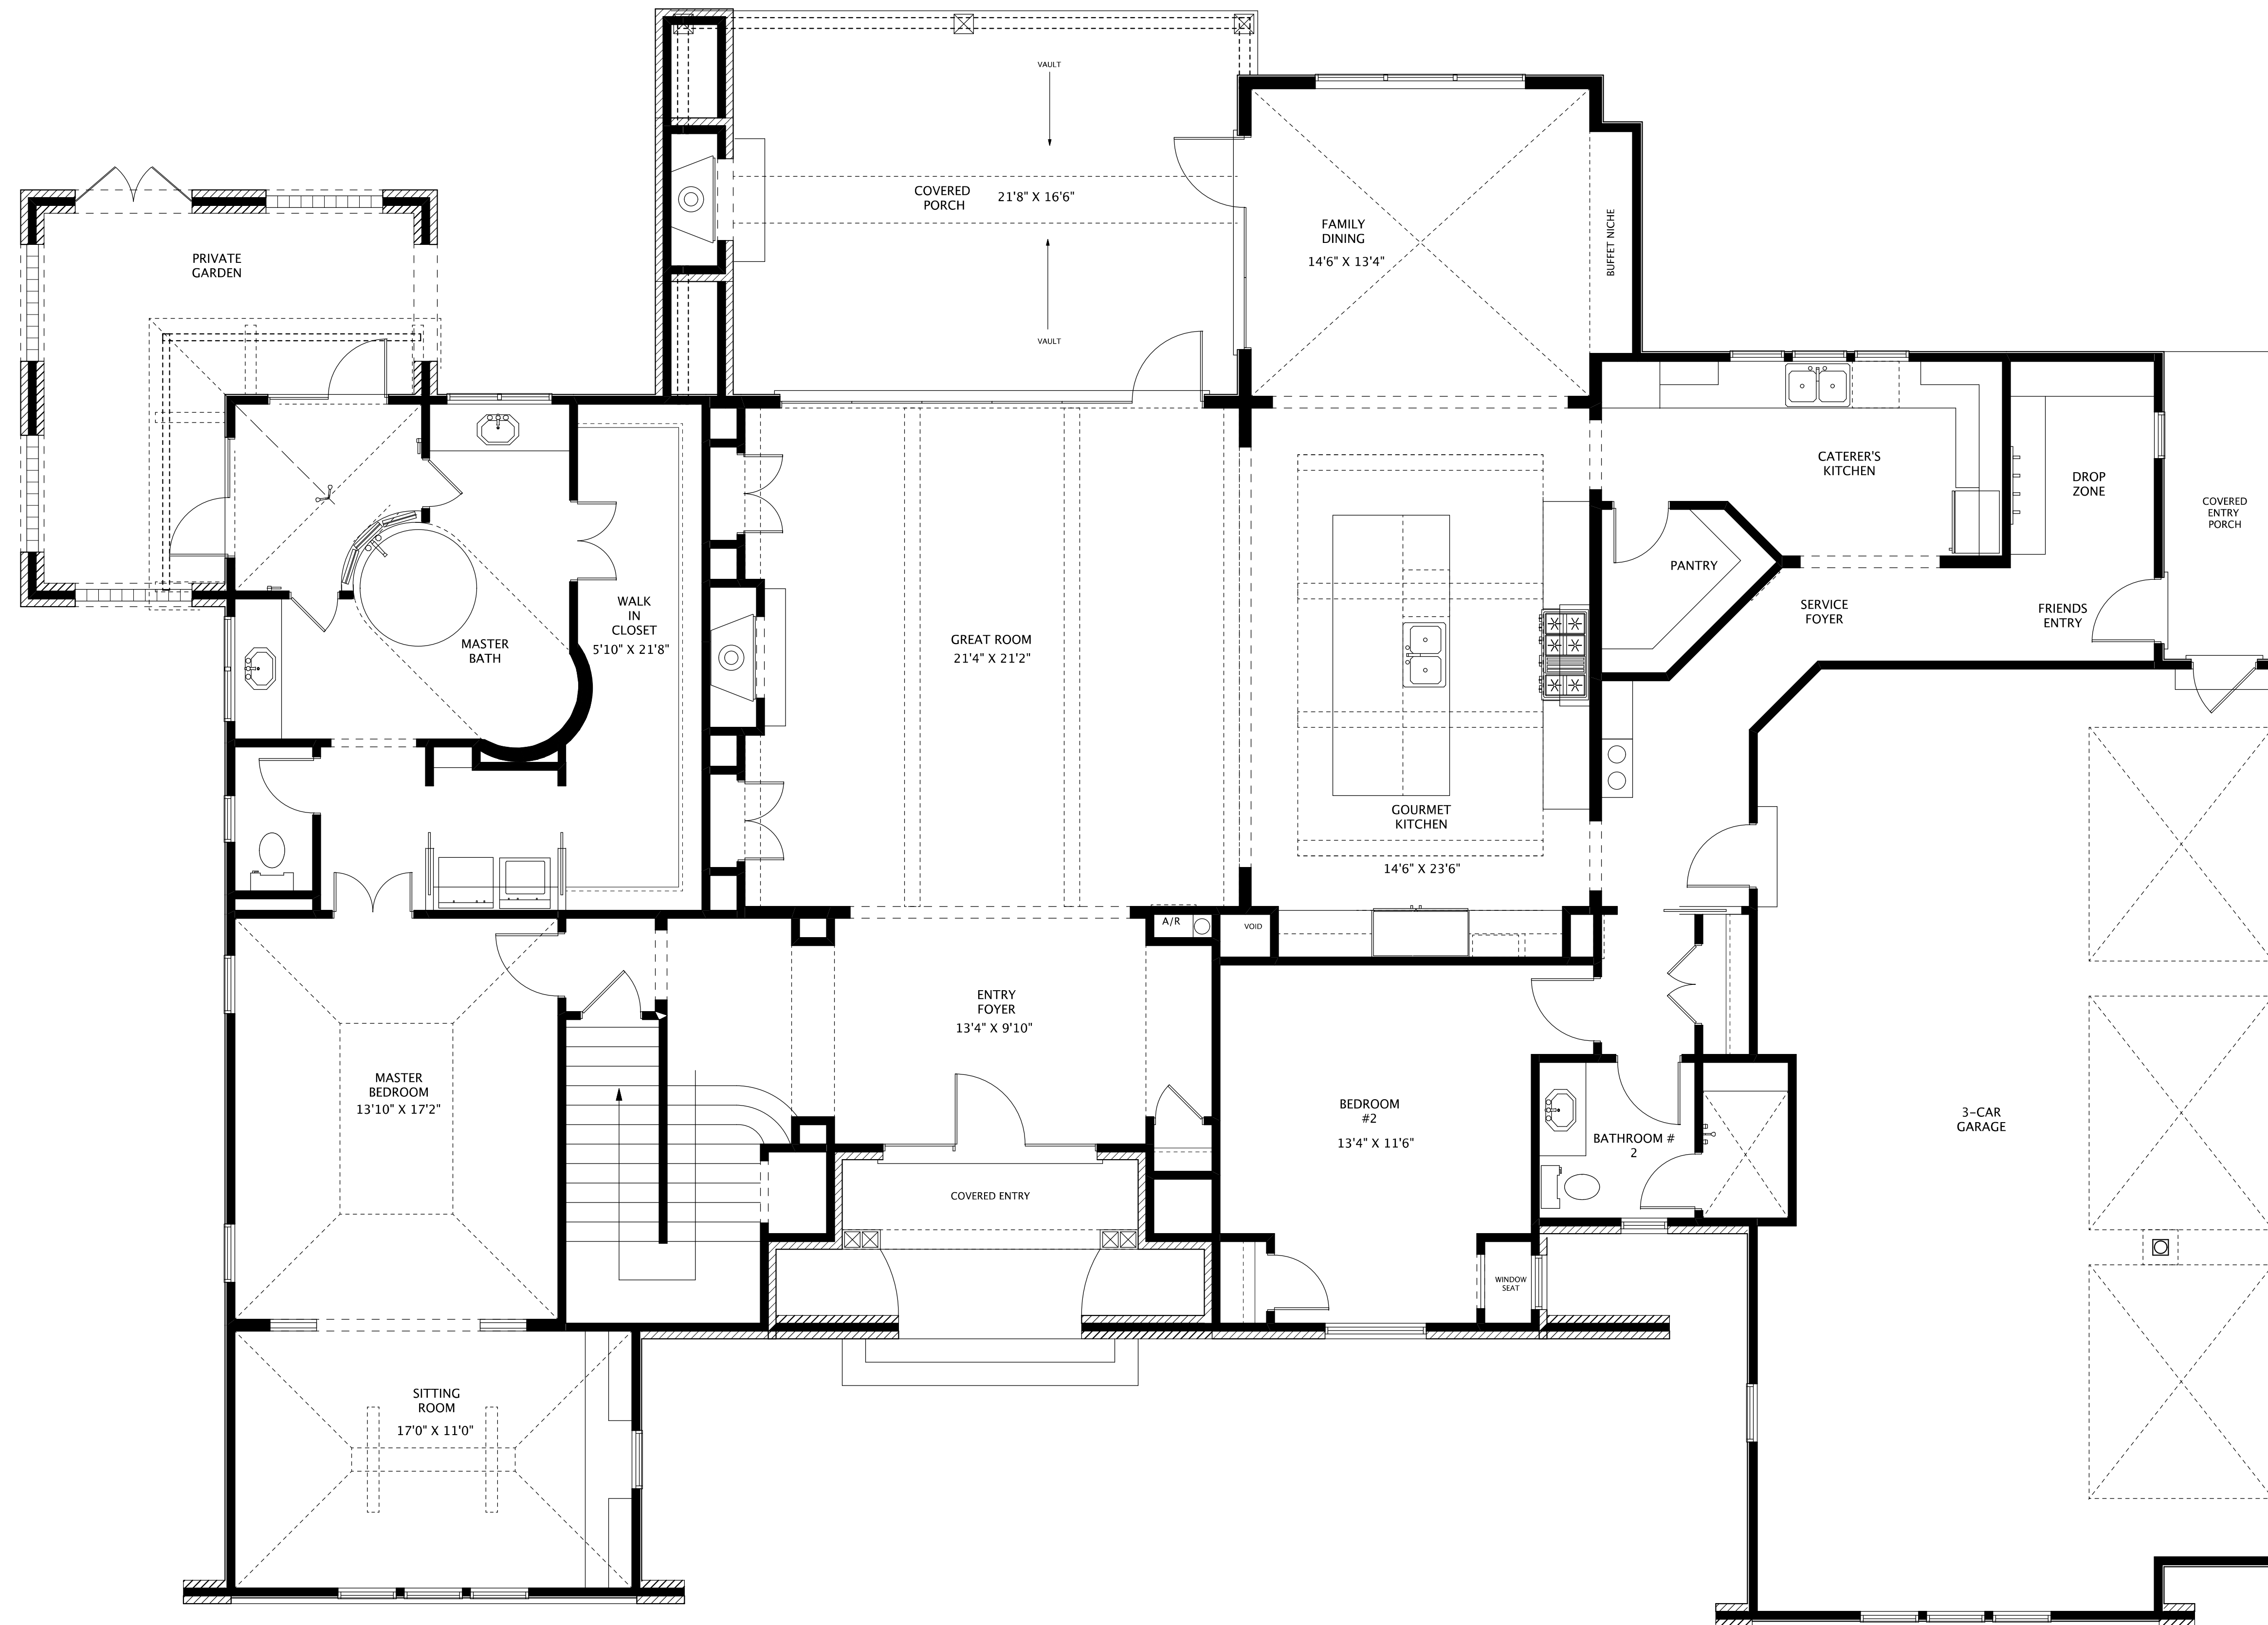 VAULT
COVERED
PORCH
21'8" X 16'6"
VAULT
FAMILY
DINING
14'6" X 13'4"
BUFFET NICHE
PRIVATE
GARDEN
CATERER'S
KITCHEN
DROP
ZONE
COVERED
ENTRY
PORCH
PANTRY
SERVICE
FOYER
FRIENDS
ENTRY
WALK
IN
CLOSET
5'10" X 21'8"
MASTER
BATH
GREAT ROOM
21'4" X 21'2"
GOURMET
KITCHEN
14'6" X 23'6"
A/R
VOID
ENTRY
FOYER
13'4" X 9'10"
MASTER
BEDROOM
13'10" X 17'2"
BEDROOM
#2
13'4" X 11'6"
BATHROOM #
2
3-CAR
GARAGE
COVERED ENTRY
WINDOW
SEAT
SITTING
ROOM
17'0" X 11'0"